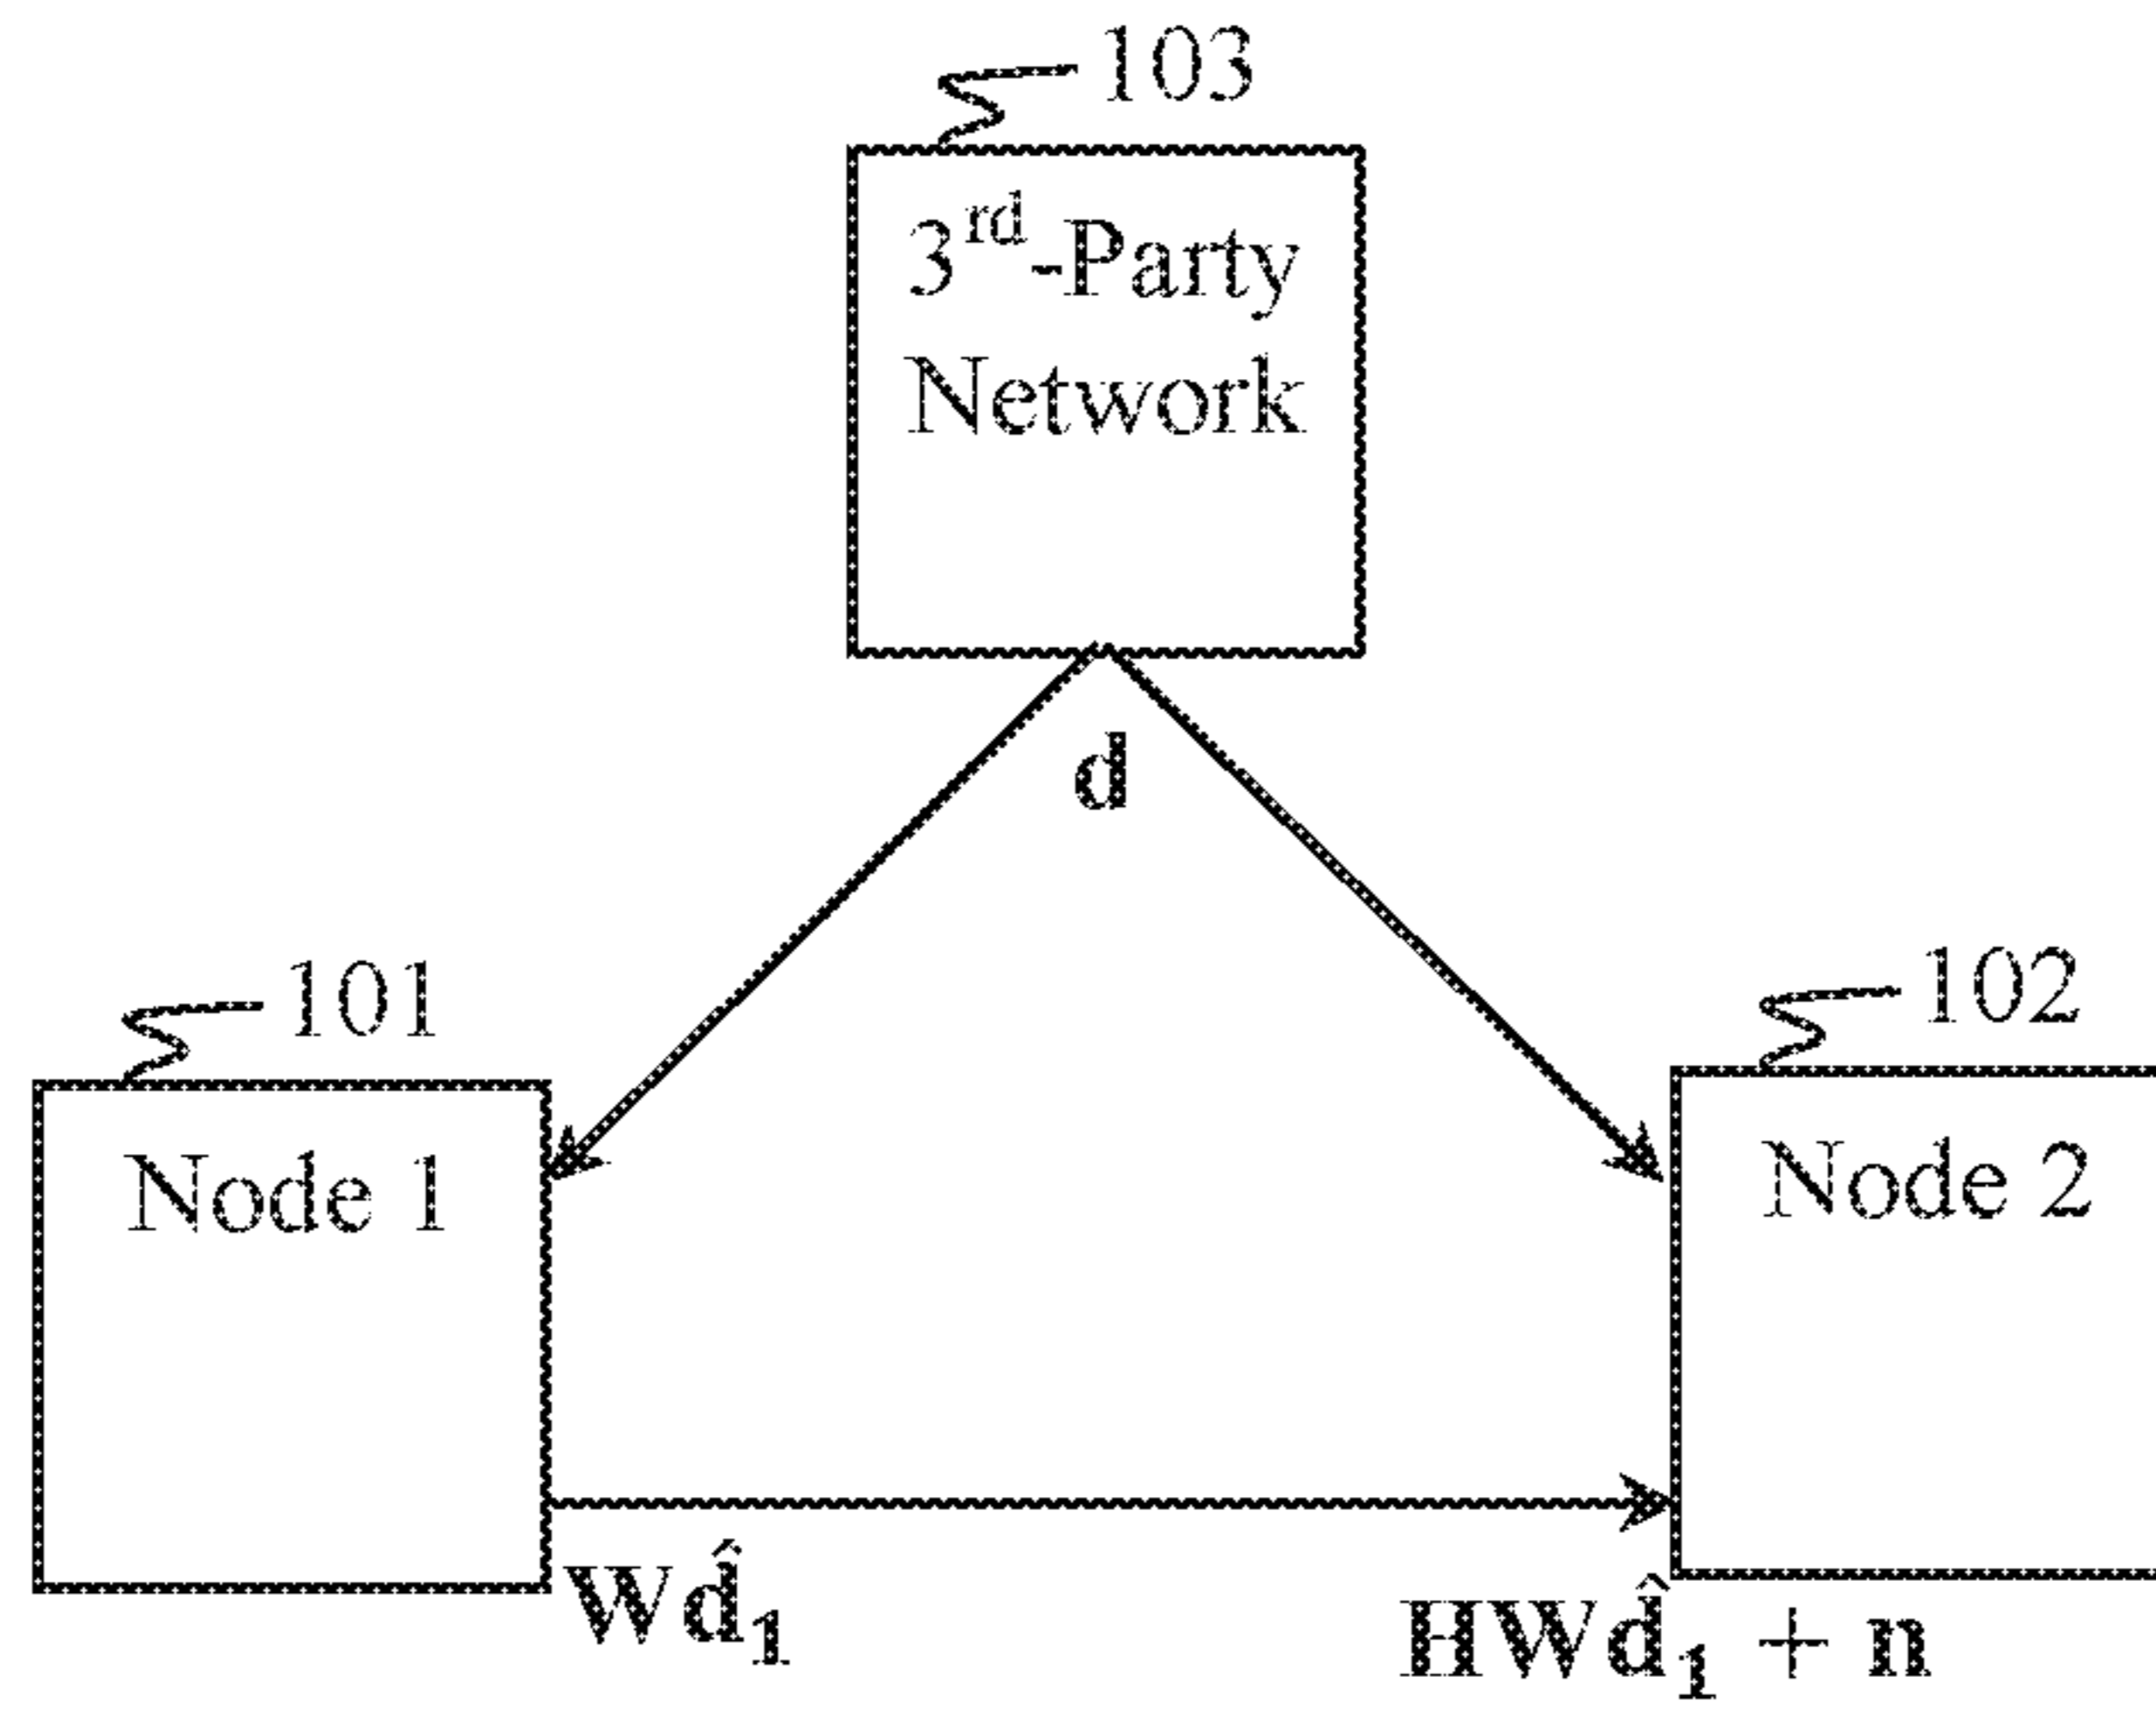 103
3rd-Party
Network
d
101
102
Node 1
Node 2
Wd̂₁
HWd̂₁ + n